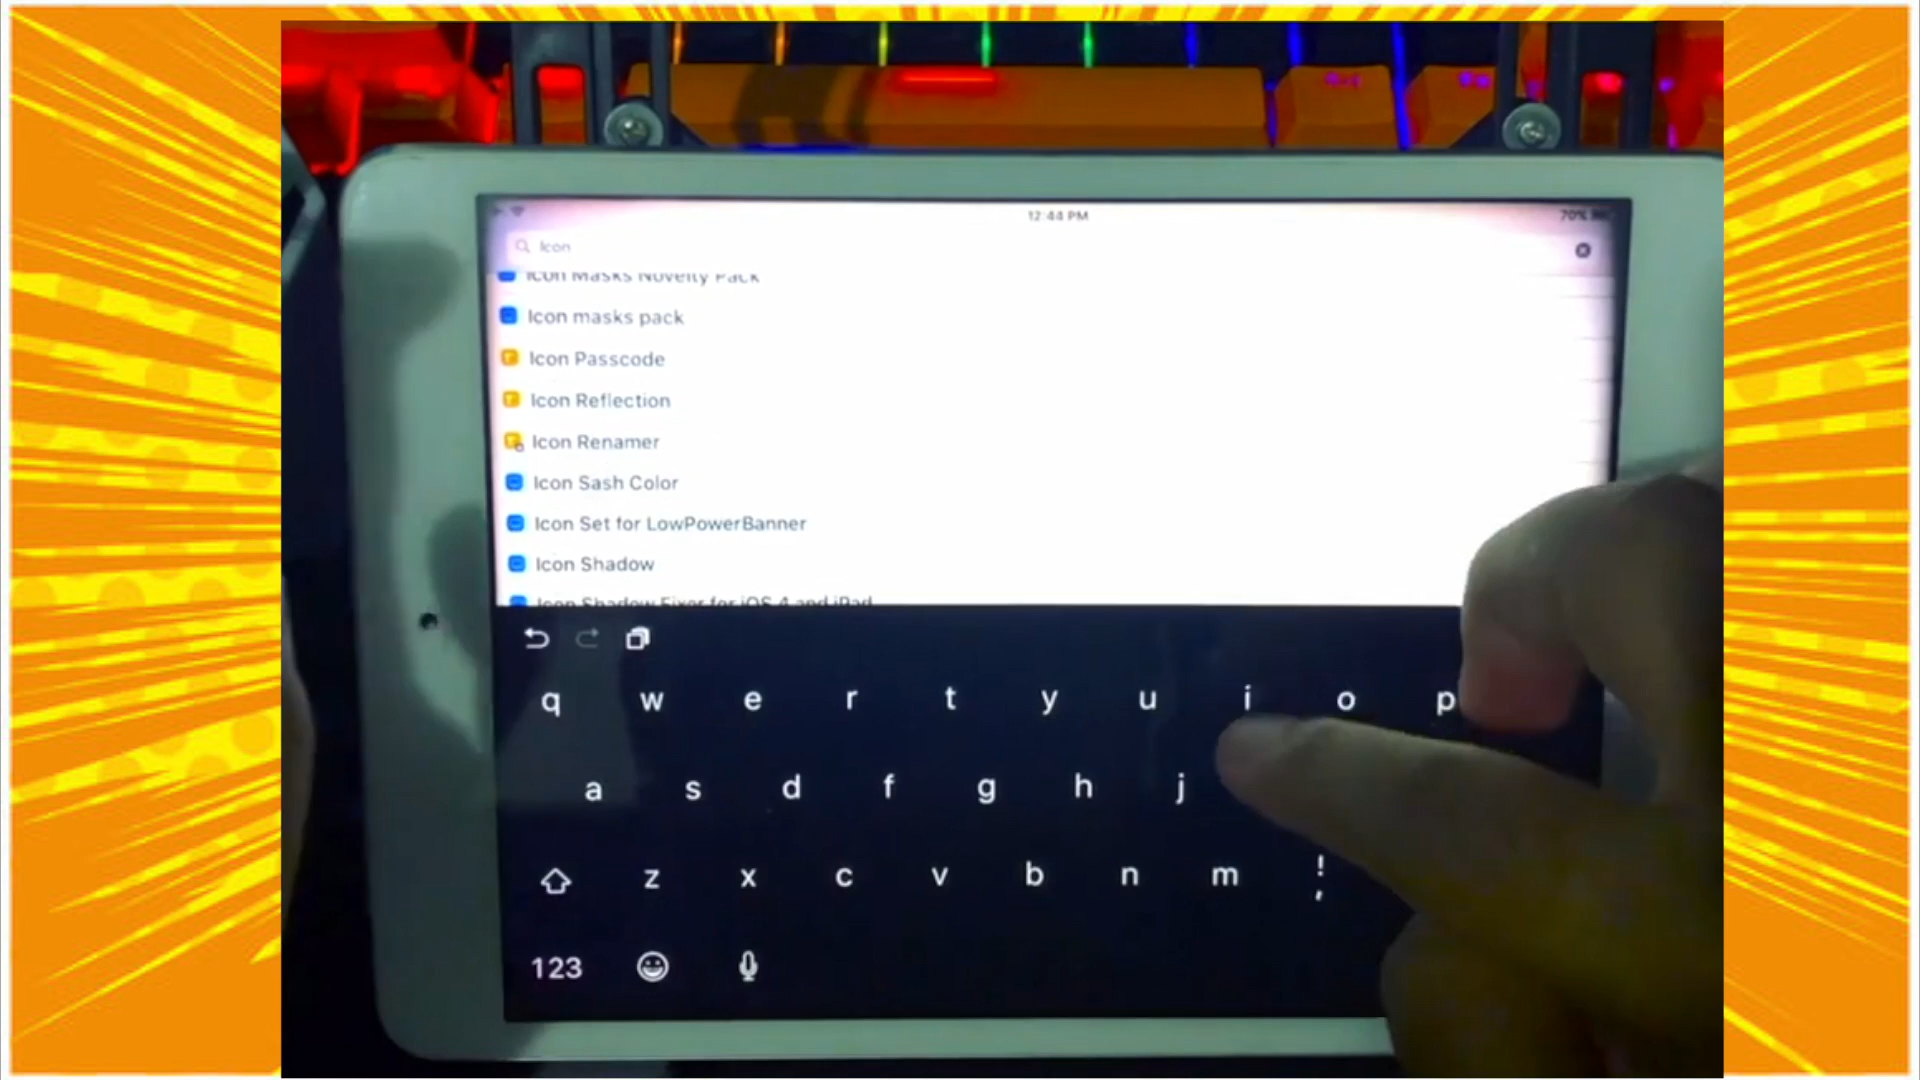 12:44 PM
70%
Icon
Icon Masks Novelty Pack
Icon masks pack
Icon Passcode
Icon Reflection
Icon Renamer
Icon Sash Color
Icon Set for LowPowerBanner
Icon Shadow
Icon Shadow Fixer for iOS 4 and iPad
q w e r t y u i o p
a s d f g h j
z x c v b n m ! ,
123